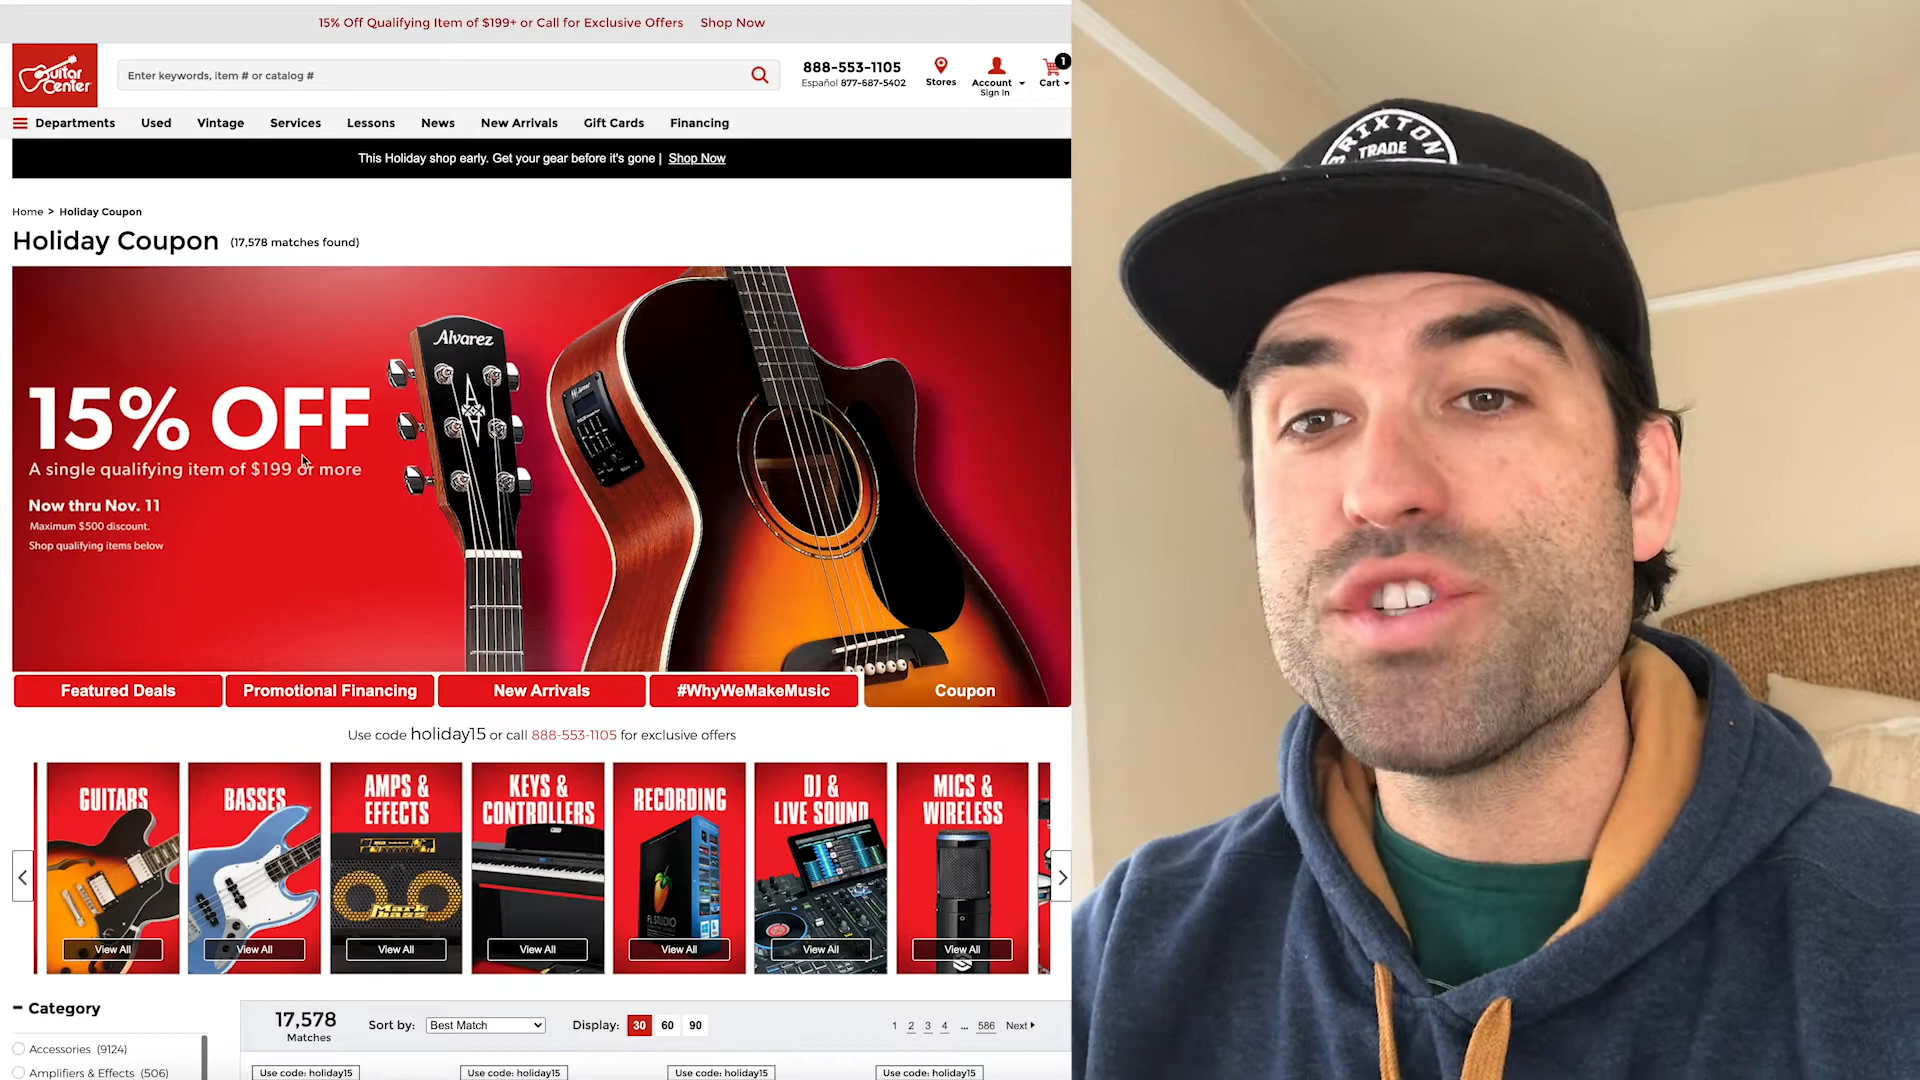 15% Off Qualifying Item of $199+ or Call for Exclusive Offers Shop Now
Guitar Center
Enter keywords, item # or catalog #
888-553-1105
Español 877-687-5402
Stores
Account
Sign In
1
Cart
Departments Used Vintage Services Lessons News New Arrivals Gift Cards Financing
This Holiday shop early. Get your gear before it's gone | Shop Now
Home > Holiday Coupon
Holiday Coupon (17,578 matches found)
15% OFF
A single qualifying item of $199 or more
Now thru Nov. 11
Maximum $500 discount.
Shop qualifying items below
Alvarez
Featured Deals Promotional Financing New Arrivals #WhyWeMakeMusic Coupon
Use code holiday15 or call 888-553-1105 for exclusive offers
GUITARS
View All
BASSES
View All
AMPS & EFFECTS
Mark bass
View All
KEYS & CONTROLLERS
View All
RECORDING
FL STUDIO
View All
DJ & LIVE SOUND
View All
MICS & WIRELESS
View All
Category
Accessories (9124)
Amplifiers & Effects (506)
17,578
Matches
Sort by: Best Match
Display: 30 60 90
1 2 3 4 ... 586 Next
Use code: holiday15
Use code: holiday15
Use code: holiday15
Use code: holiday15
BRIXTON
TRADE